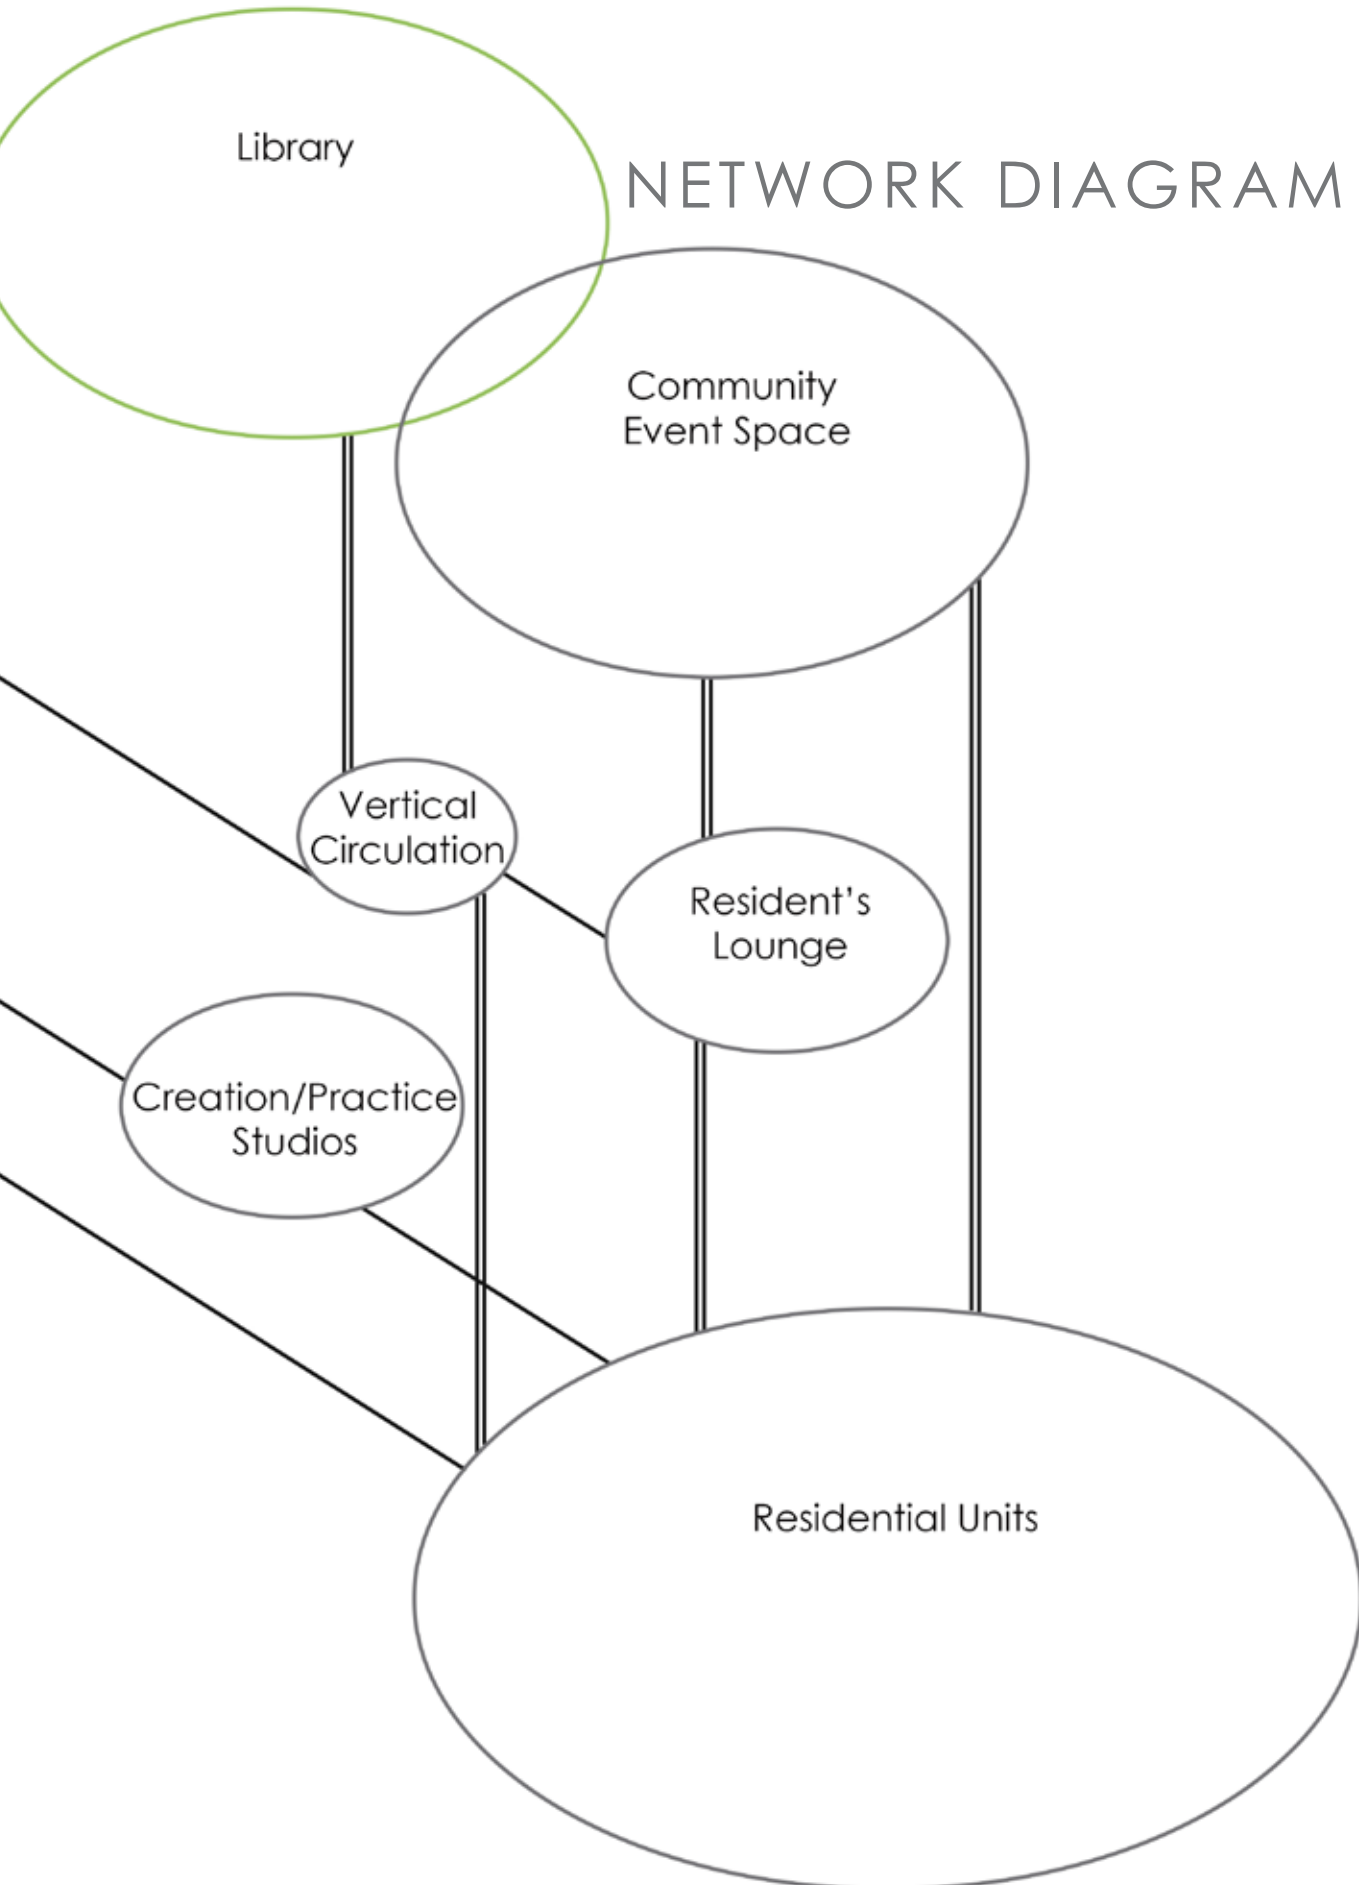 Library
NETWORK DIAGRAM
Community
Event Space
Vertical
Circulation
Resident's
Lounge
Creation/Practice
Studios
Residential Units